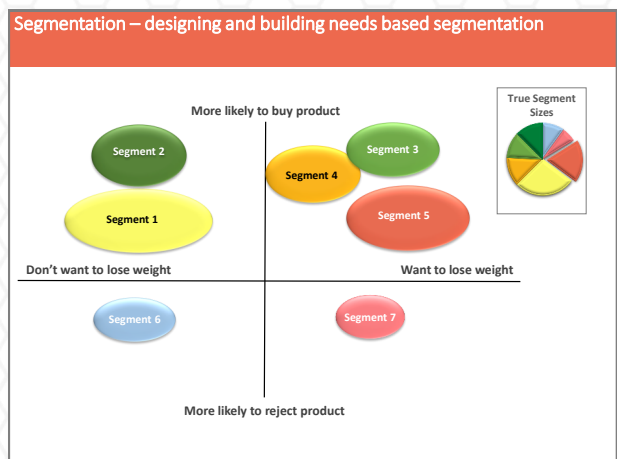 Segmentation – designing and building needs based segmentation
True Segment
Sizes
More likely to buy product
Segment 2
Segment 3
Segment 4
Segment 1
Segment 5
Don't want to lose weight
Want to lose weight
Segment 6
Segment 7
More likely to reject product